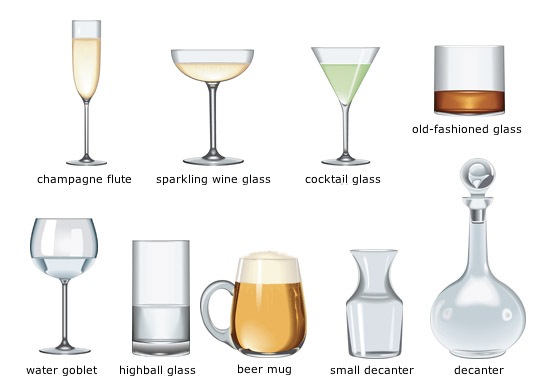 champagne flute
sparkling wine glass
cocktail glass
old-fashioned glass
water goblet
highball glass
beer mug
small decanter
decanter